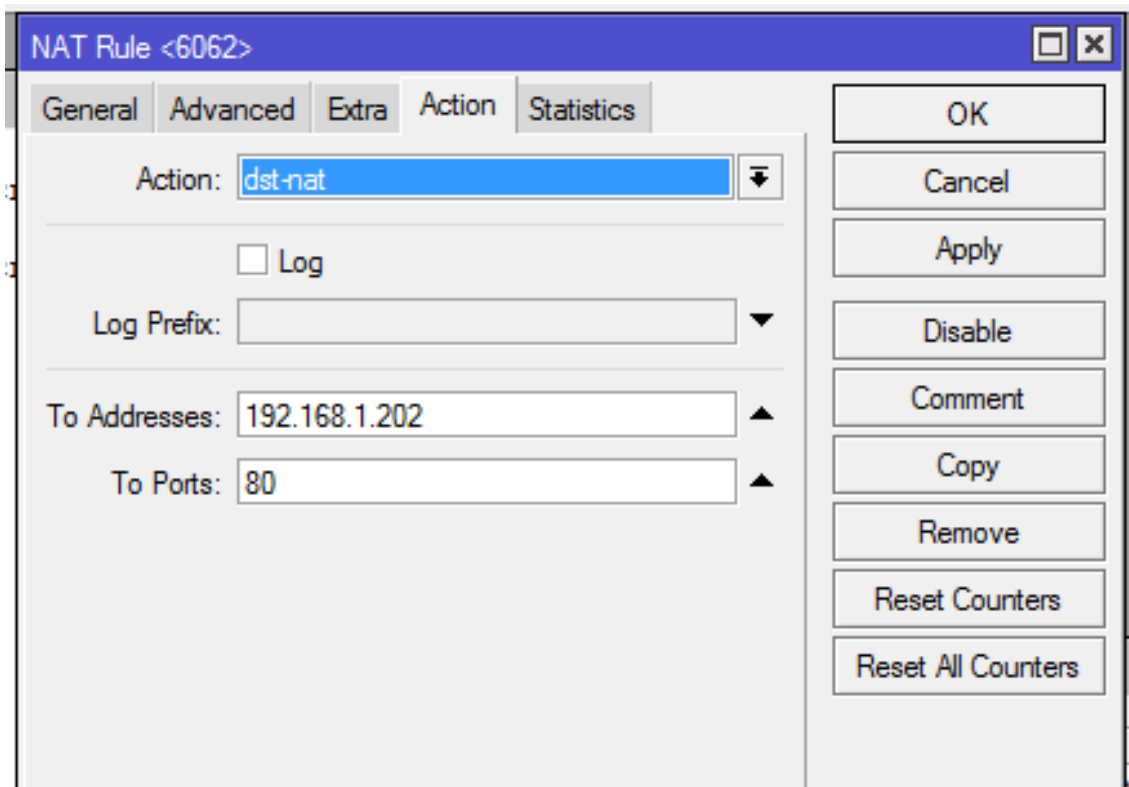 NAT Rule <6062>
General Advanced Extra Action Statistics
Action: dst-nat
Log
Log Prefix:
To Addresses: 192.168.1.202
To Ports: 80
OK
Cancel
Apply
Disable
Comment
Copy
Remove
Reset Counters
Reset All Counters